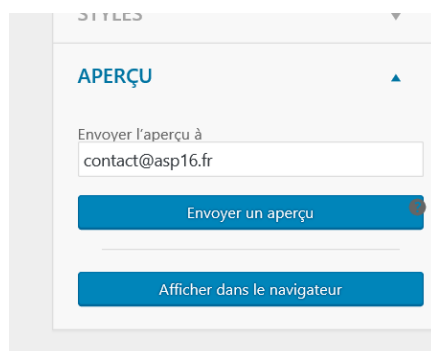 STYLES
APERÇU
Envoyer l'aperçu à
contact@asp16.fr
Envoyer un aperçu
Afficher dans le navigateur